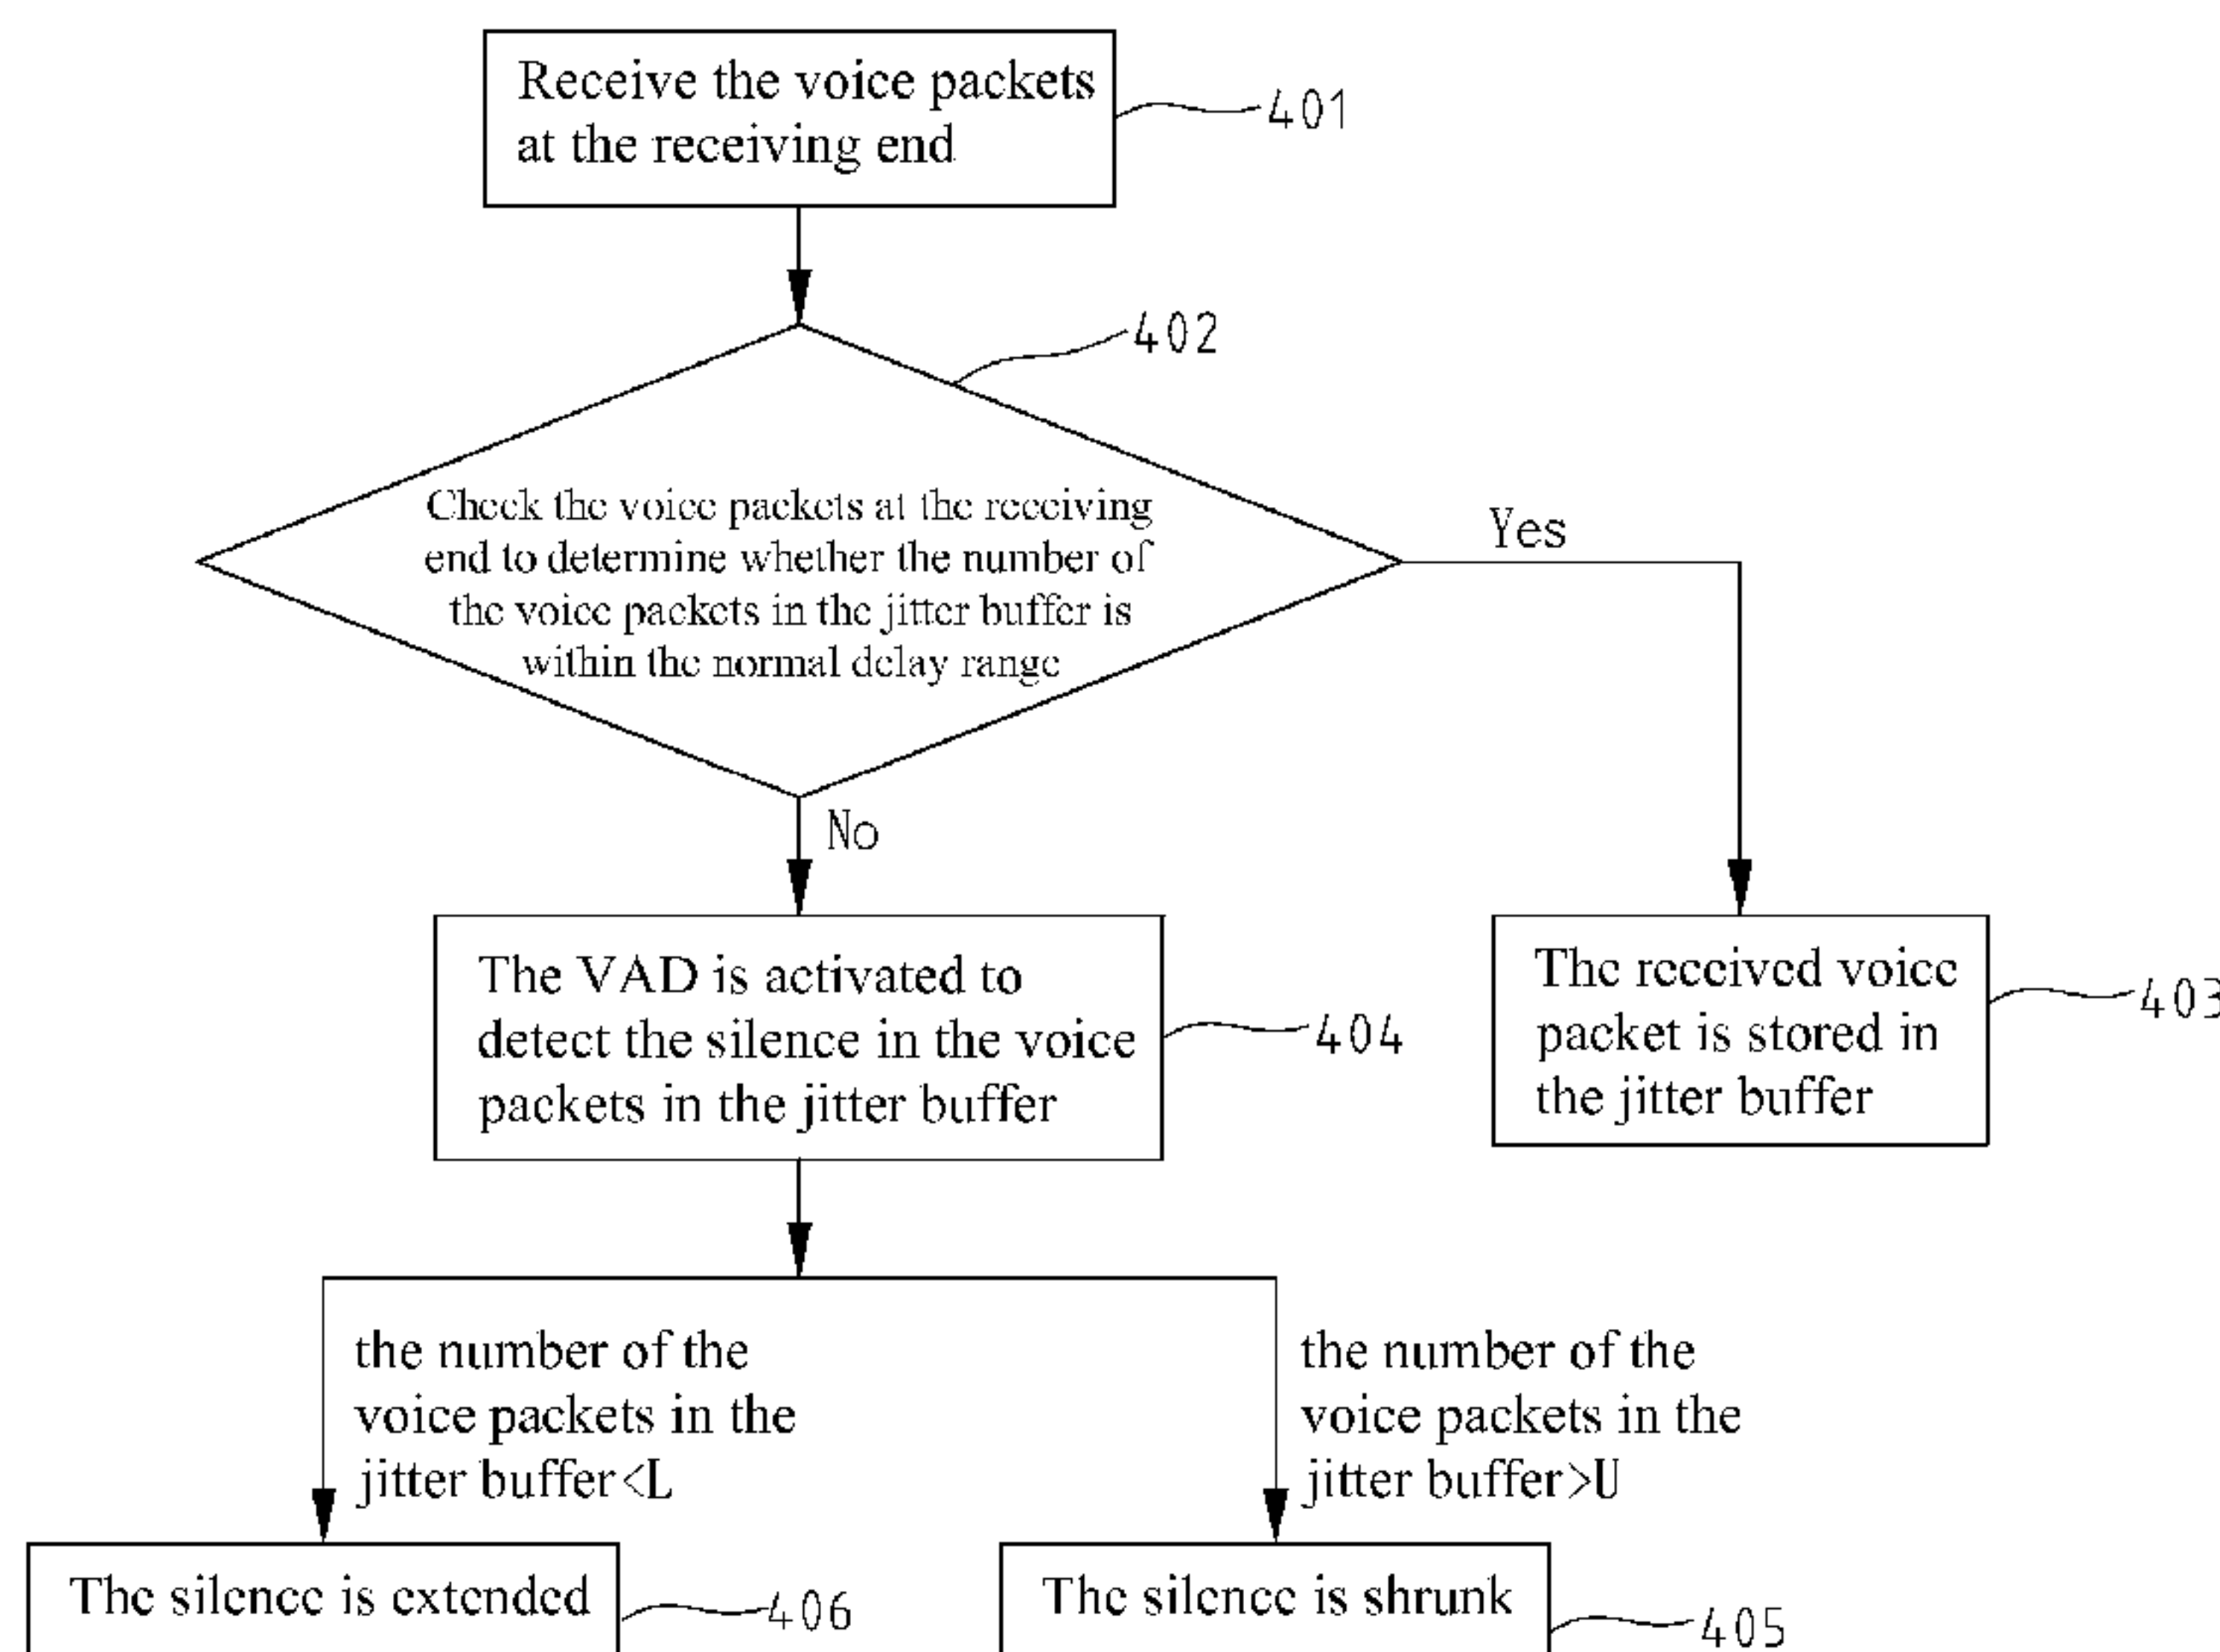 Receive the voice packets
at the receiving end
401
402
Check the voice packets at the receiving
end to determine whether the number of
the voice packets in the jitter buffer is
within the normal delay range
Yes
No
The VAD is activated to
detect the silence in the voice
packets in the jitter buffer
404
The received voice
packet is stored in
the jitter buffer
403
the number of the
voice packets in the
jitter buffer<L
the number of the
voice packets in the
jitter buffer>U
The silence is extended
406
The silence is shrunk
405